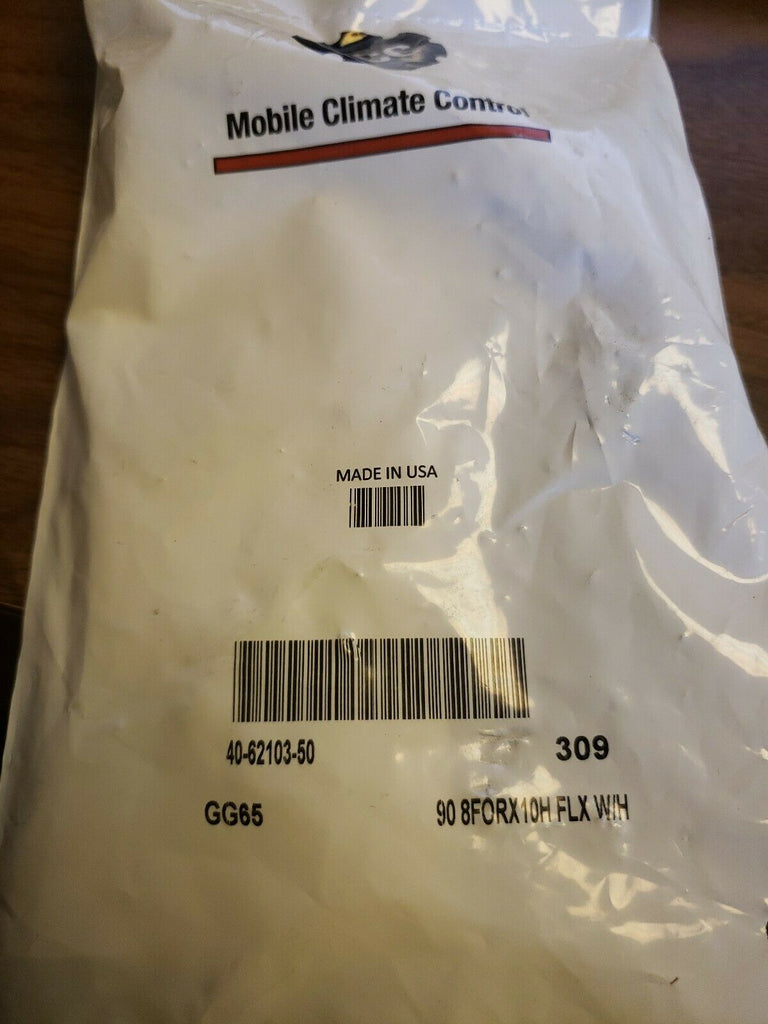 Mobile Climate Control
MADE IN USA
40-62103-50
309
GG65
90 8FORX10H FLX W/H